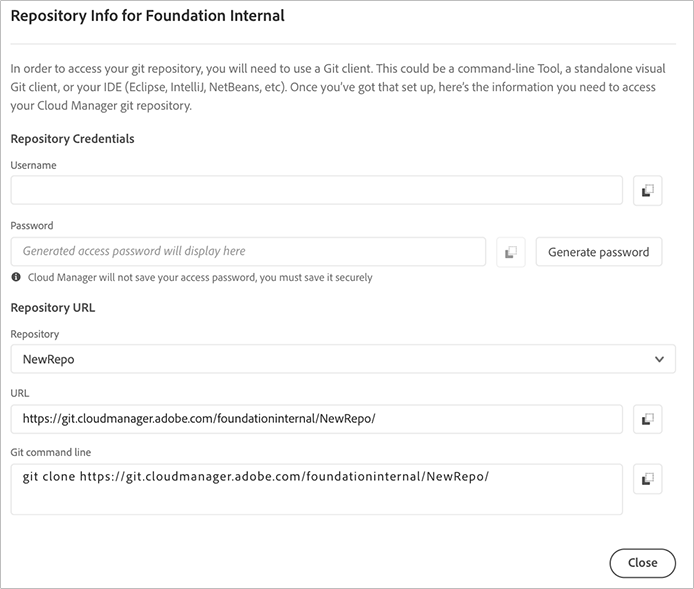 Repository Info for Foundation Internal
In order to access your git repository, you will need to use a Git client. This could be a command-line Tool, a standalone visual
Git client, or your IDE (Eclipse, IntelliJ, NetBeans, etc). Once you've got that set up, here's the information you need to access
your Cloud Manager git repository.
Repository Credentials
Username
Password
Generated access password will display here
Generate password
Cloud Manager will not save your access password, you must save it securely
Repository URL
Repository
NewRepo
URL
https://git.cloudmanager.adobe.com/foundationinternal/NewRepo/
Git command line
git clone https://git.cloudmanager.adobe.com/foundationinternal/NewRepo/
Close